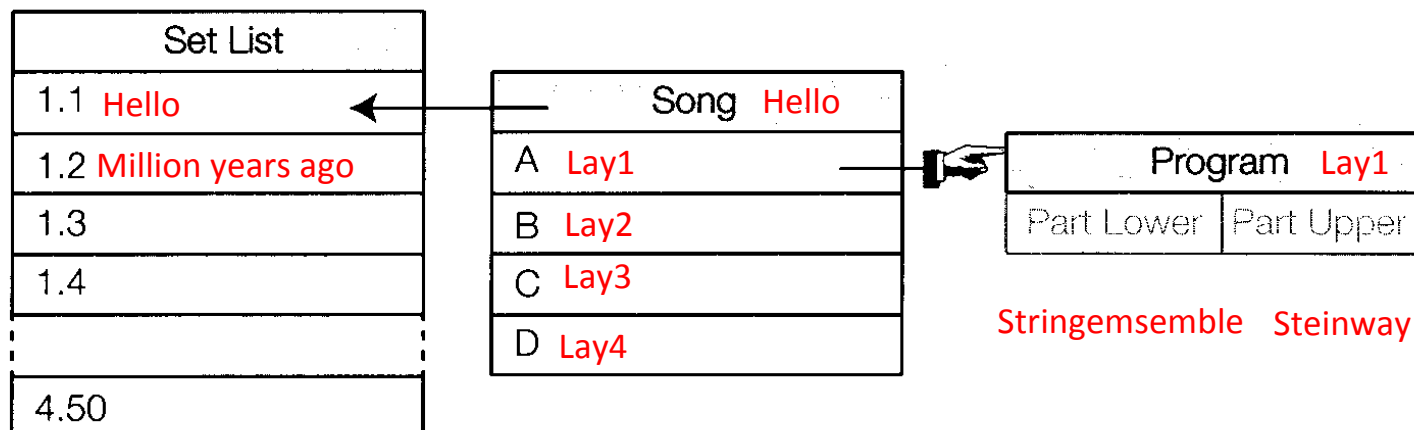 Set List
1.1 Hello
1.2 Million years ago
1.3
1.4
4.50
Song Hello
A Lay1
B Lay2
C Lay3
D Lay4
Program Lay1
Part Lower Part Upper
Stringemsemble Steinway